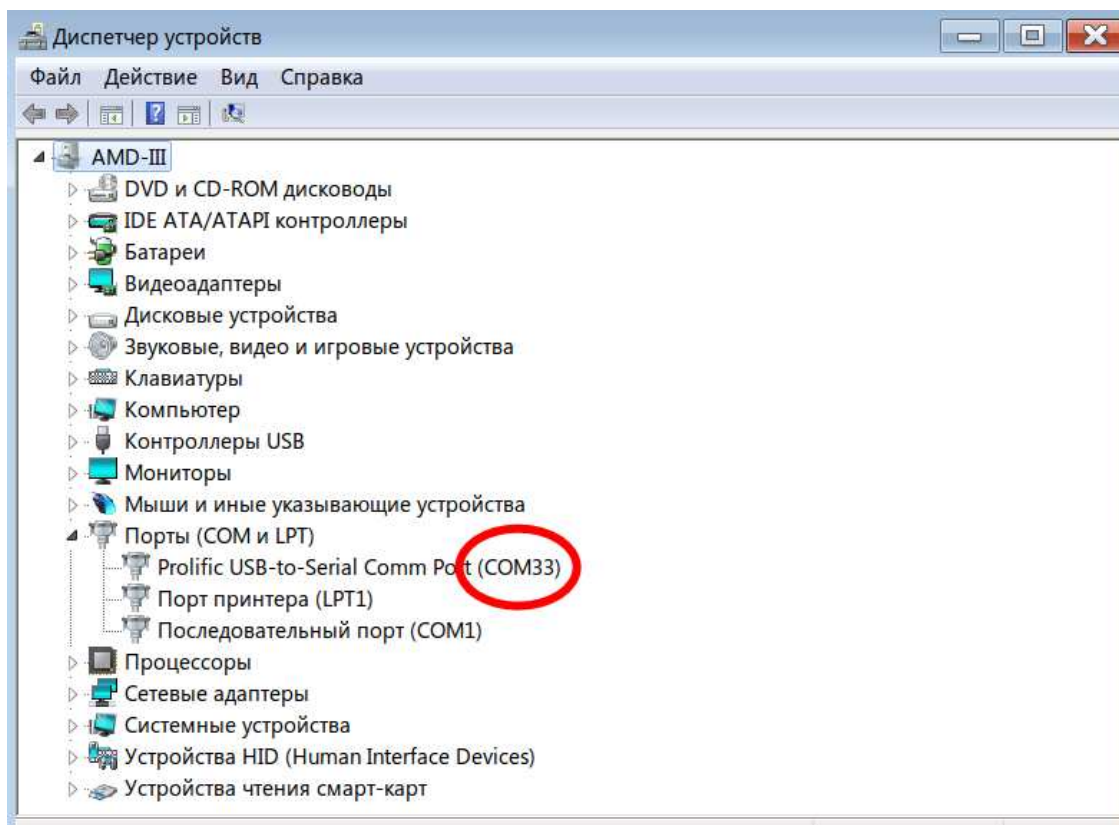 Диспетчер устройств
Файл Действие Вид Справка
AMD-III
DVD и CD-ROM дисководы
IDE ATA/ATAPI контроллеры
Батареи
Видеоадаптеры
Дисковые устройства
Звуковые, видео и игровые устройства
Клавиатуры
Компьютер
Контроллеры USB
Мониторы
Мыши и иные указывающие устройства
Порты (COM и LPT)
Prolific USB-to-Serial Comm Port (COM33)
Порт принтера (LPT1)
Последовательный порт (COM1)
Процессоры
Сетевые адаптеры
Системные устройства
Устройства HID (Human Interface Devices)
Устройства чтения смарт-карт